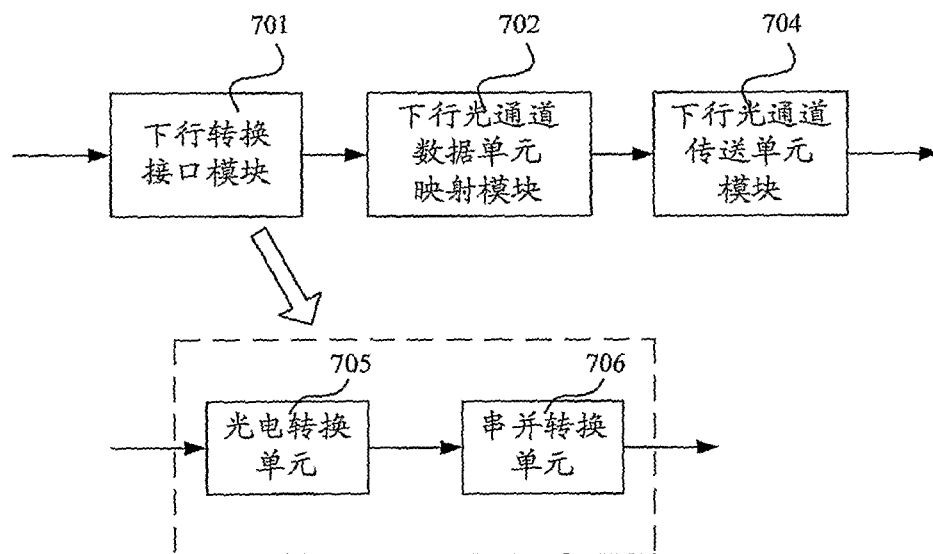 701
702
704
下行转换
接口模块
下行光通道
数据单元
映射模块
下行光通道
传送单元
模块
705
706
光电转换
单元
串并转换
单元